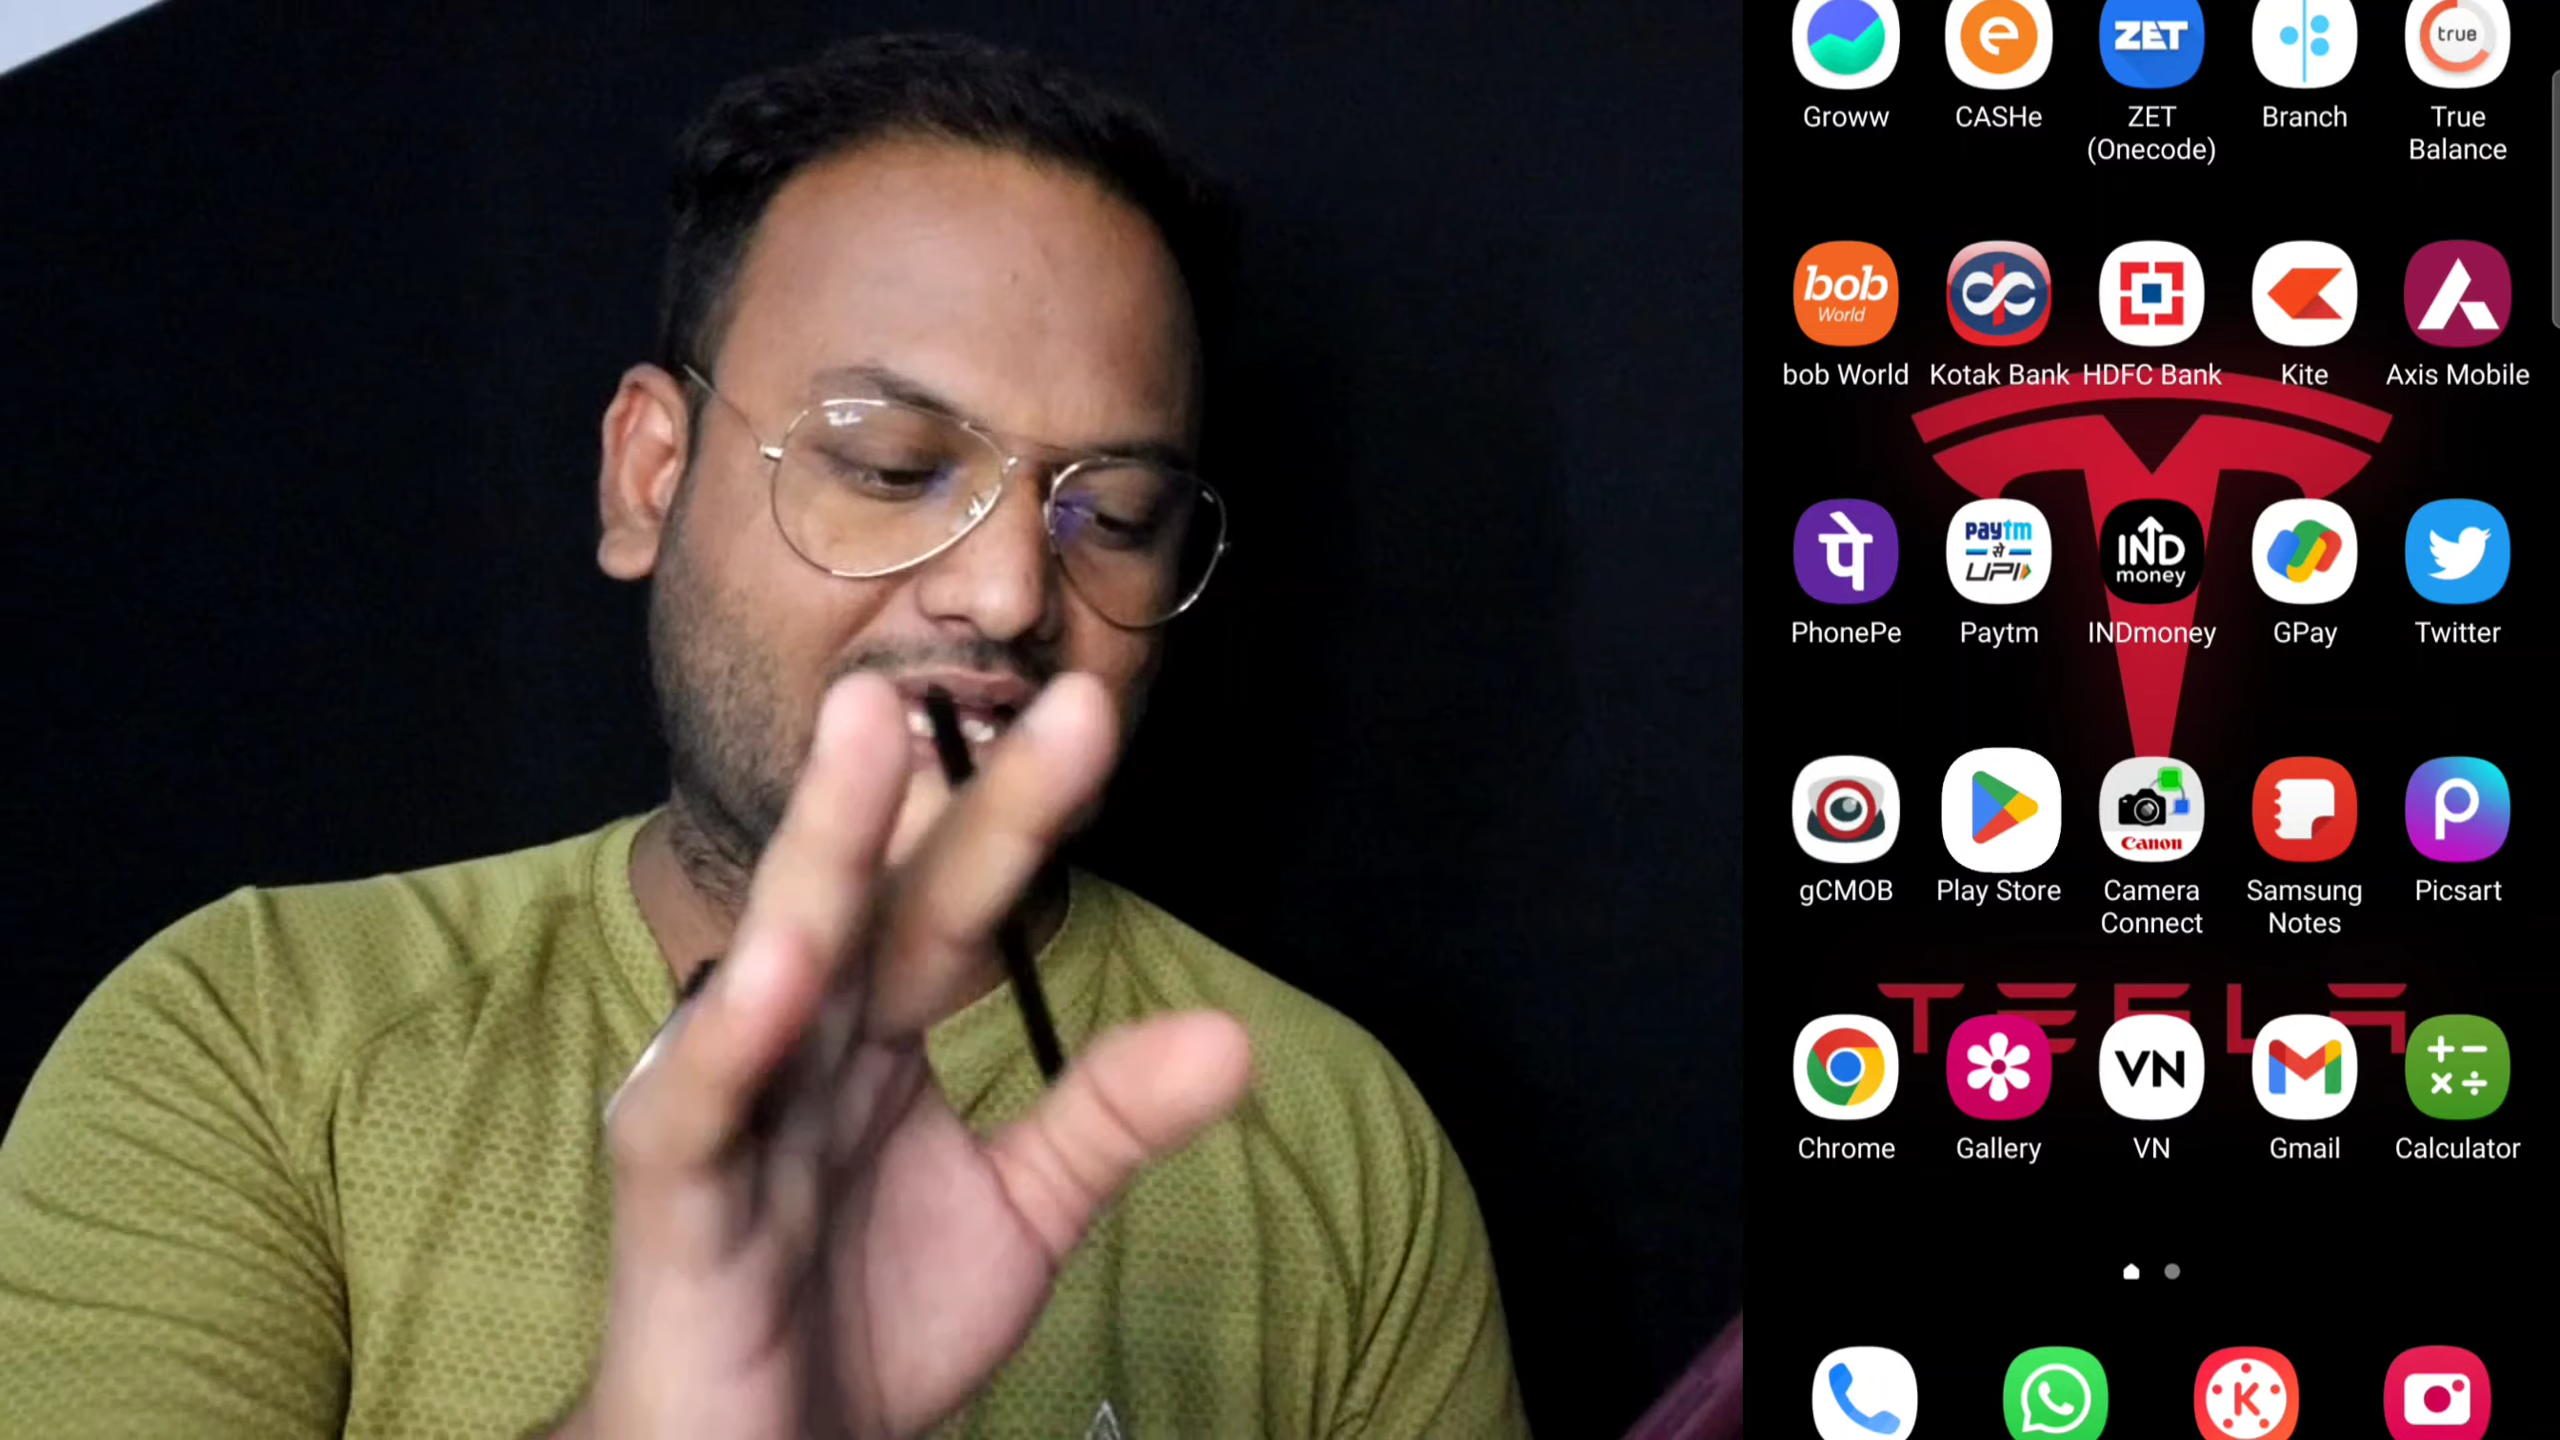 e
ZET
true
Groww
CASHe
ZET
(Onecode)
Branch
True
Balance
bob
World
bob World
Kotak Bank
HDFC Bank
Kite
Axis Mobile
पे
paytm
से
UPI
IND
money
PhonePe
Paytm
INDmoney
GPay
Twitter
Canon
P
gCMOB
Play Store
Camera
Connect
Samsung
Notes
Picsart
TESLA
VN
Chrome
Gallery
VN
Gmail
Calculator
K